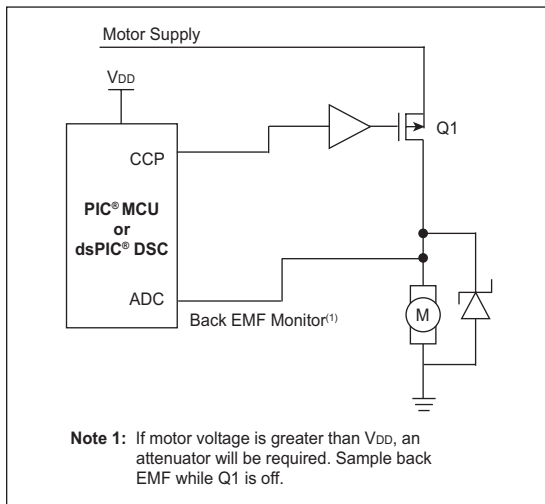 Motor Supply
VDD
CCP
Q1
PIC® MCU
or
dsPIC® DSC
ADC
Back EMF Monitor(1)
M
Note 1: If motor voltage is greater than VDD, an
attenuator will be required. Sample back
EMF while Q1 is off.